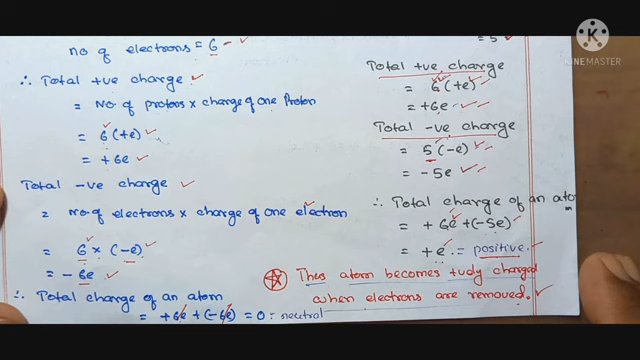 no of electrons = 6
∴ Total +ve charge
= No. of protons x charge of one Proton
= 6 (+e)
= +6e
Total -ve charge
= no. of electrons x charge of one electron
= 6 x (-e)
= - 6e
∴ Total charge of an atom
= +6e + (-6e) = 0 = neutral
= 5
Total +ve charge
= 6 (+e)
= +6e
Total -ve charge
= 5 (-e)
= - 5e
∴ Total charge of an atom
= + 6e + (-5e)
= + e = positive
Thus atom becomes +vely charged
when electrons are removed.
KINEMASTER